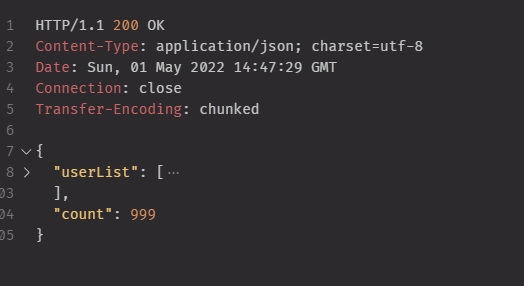 1 HTTP/1.1 200 OK
2 Content-Type: application/json; charset=utf-8
3 Date: Sun, 01 May 2022 14:47:29 GMT
4 Connection: close
5 Transfer-Encoding: chunked
6
7 {
8 "userList": [···
03 ],
04 "count": 999
05 }